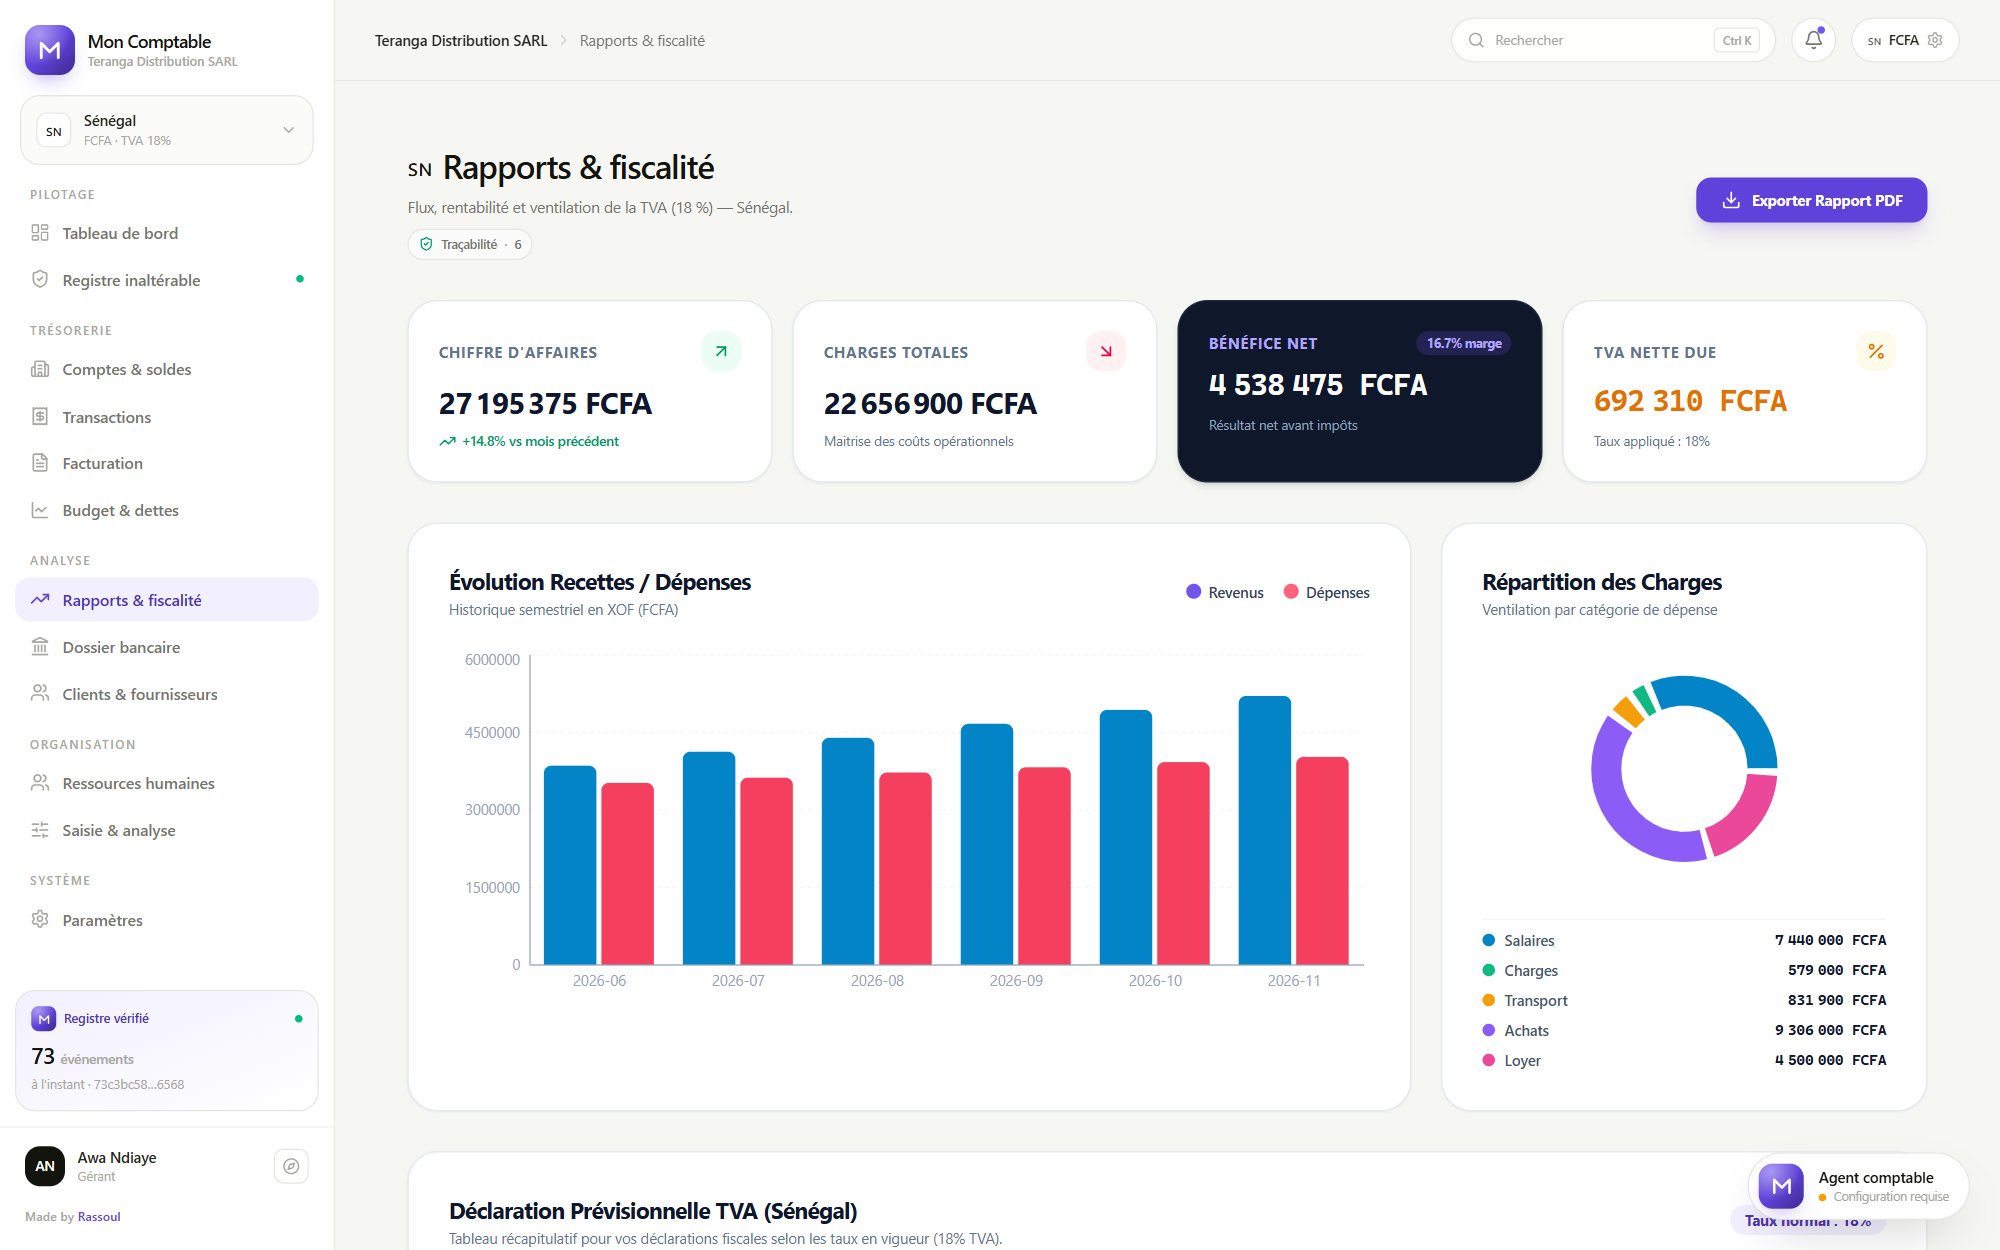 Mon Comptable
Teranga Distribution SARL
SN
Sénégal
FCFA · TVA 18%
PILOTAGE
Tableau de bord
Registre inaltérable
TRÉSORERIE
Comptes & soldes
Transactions
Facturation
Budget & dettes
ANALYSE
Rapports & fiscalité
Dossier bancaire
Clients & fournisseurs
ORGANISATION
Ressources humaines
Saisie & analyse
SYSTÈME
Paramètres
Registre vérifié
73 événements
à l'instant · 73c3bc58…6568
AN
Awa Ndiaye
Gérant
Made by Rassoul
Teranga Distribution SARL
Rapports & fiscalité
Rechercher
Ctrl K
SN FCFA
SN Rapports & fiscalité
Flux, rentabilité et ventilation de la TVA (18 %) — Sénégal.
Traçabilité · 6
Exporter Rapport PDF
CHIFFRE D'AFFAIRES
27 195 375 FCFA
+14.8% vs mois précédent
CHARGES TOTALES
22 656 900 FCFA
Maitrise des coûts opérationnels
BÉNÉFICE NET
16.7% marge
4 538 475 FCFA
Résultat net avant impôts
TVA NETTE DUE
692 310 FCFA
Taux appliqué : 18%
Évolution Recettes / Dépenses
Historique semestriel en XOF (FCFA)
Revenus
Dépenses
6000000
4500000
3000000
1500000
0
2026-06
2026-07
2026-08
2026-09
2026-10
2026-11
Répartition des Charges
Ventilation par catégorie de dépense
Salaires 7 440 000 FCFA
Charges 579 000 FCFA
Transport 831 900 FCFA
Achats 9 306 000 FCFA
Loyer 4 500 000 FCFA
Déclaration Prévisionnelle TVA (Sénégal)
Tableau récapitulatif pour vos déclarations fiscales selon les taux en vigueur (18% TVA).
Taux normal : 18%
Agent comptable
Configuration requise